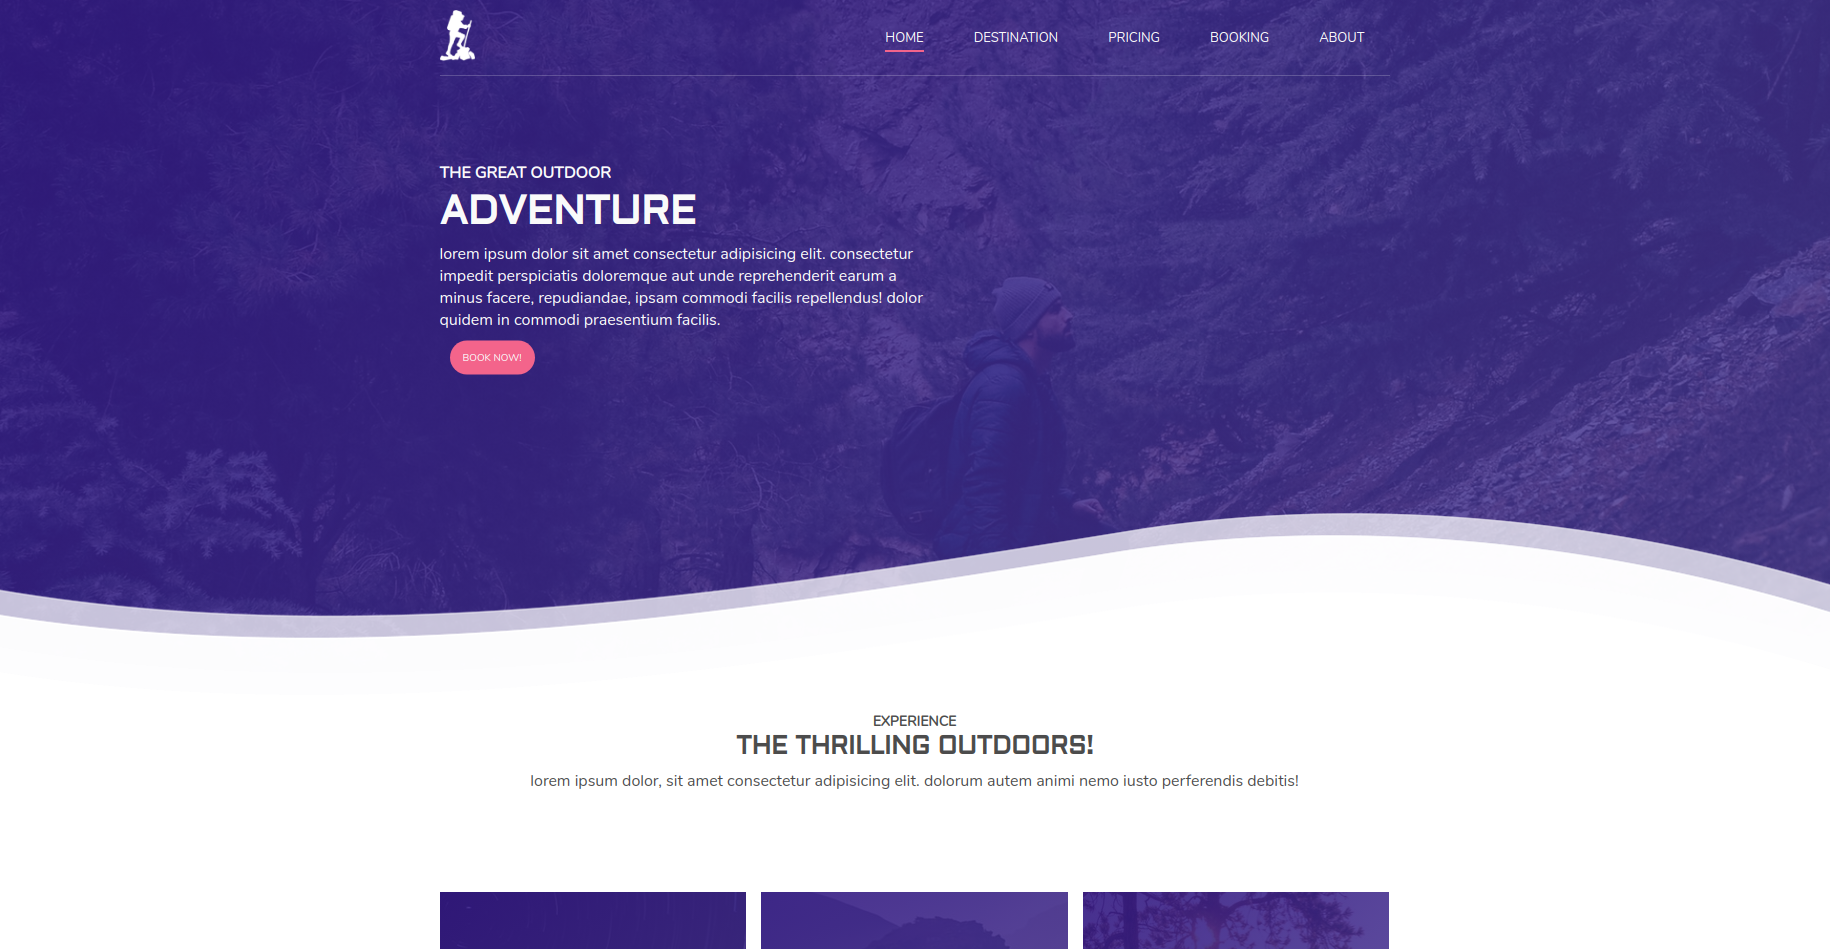 HOME
DESTINATION
PRICING
BOOKING
ABOUT
THE GREAT OUTDOOR
ADVENTURE
lorem ipsum dolor sit amet consectetur adipisicing elit. consectetur
impedit perspiciatis doloremque aut unde reprehenderit earum a
minus facere, repudiandae, ipsam commodi facilis repellendus! dolor
quidem in commodi praesentium facilis.
BOOK NOW!
EXPERIENCE
THE THRILLING OUTDOORS!
lorem ipsum dolor, sit amet consectetur adipisicing elit. dolorum autem animi nemo iusto perferendis debitis!